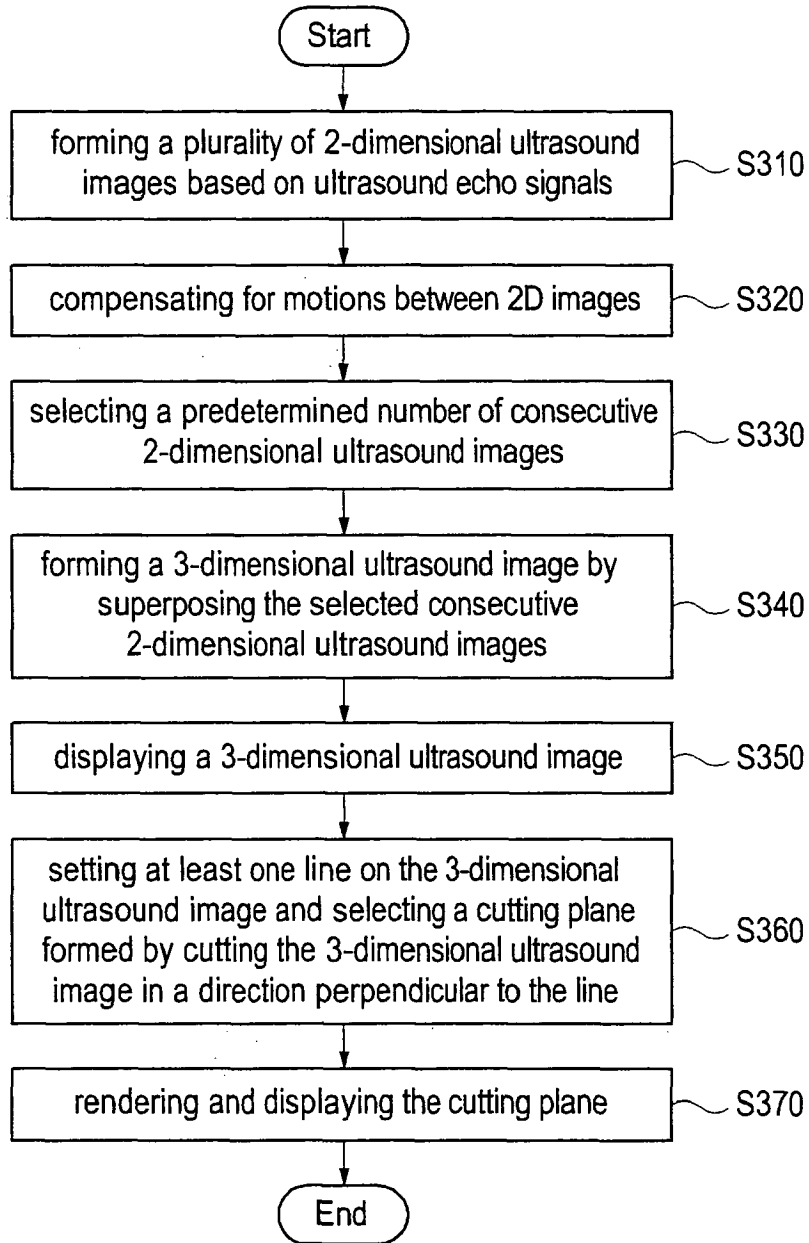 Start
forming a plurality of 2-dimensional ultrasound
images based on ultrasound echo signals
S310
compensating for motions between 2D images
S320
selecting a predetermined number of consecutive
2-dimensional ultrasound images
S330
forming a 3-dimensional ultrasound image by
superposing the selected consecutive
2-dimensional ultrasound images
S340
displaying a 3-dimensional ultrasound image
S350
setting at least one line on the 3-dimensional
ultrasound image and selecting a cutting plane
formed by cutting the 3-dimensional ultrasound
image in a direction perpendicular to the line
S360
rendering and displaying the cutting plane
S370
End